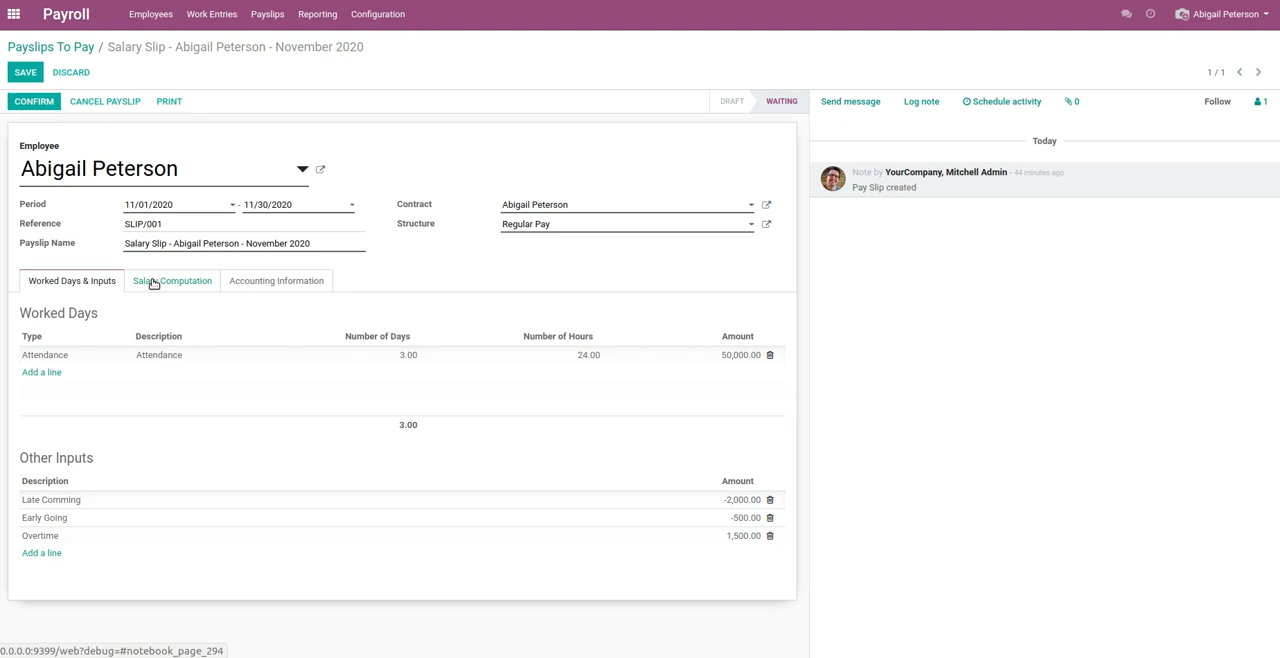 Payroll Employees Work Entries Payslips Reporting Configuration Abigail Peterson
Payslips To Pay / Salary Slip - Abigail Peterson - November 2020
SAVE DISCARD 1 / 1
CONFIRM CANCEL PAYSLIP PRINT DRAFT WAITING Send message Log note Schedule activity 0 Follow 1
Today
Employee
Abigail Peterson
Note by YourCompany, Mitchell Admin - 44 minutes ago
Pay Slip created
Period 11/01/2020 - 11/30/2020 Contract Abigail Peterson
Reference SLIP/001 Structure Regular Pay
Payslip Name Salary Slip - Abigail Peterson - November 2020
Worked Days & Inputs Salary Computation Accounting Information
Worked Days
Type Description Number of Days Number of Hours Amount
Attendance Attendance 3.00 24.00 50,000.00
Add a line
3.00
Other Inputs
Description Amount
Late Comming -2,000.00
Early Going -500.00
Overtime 1,500.00
Add a line
0.0.0.0:9399/web?debug=#notebook_page_294